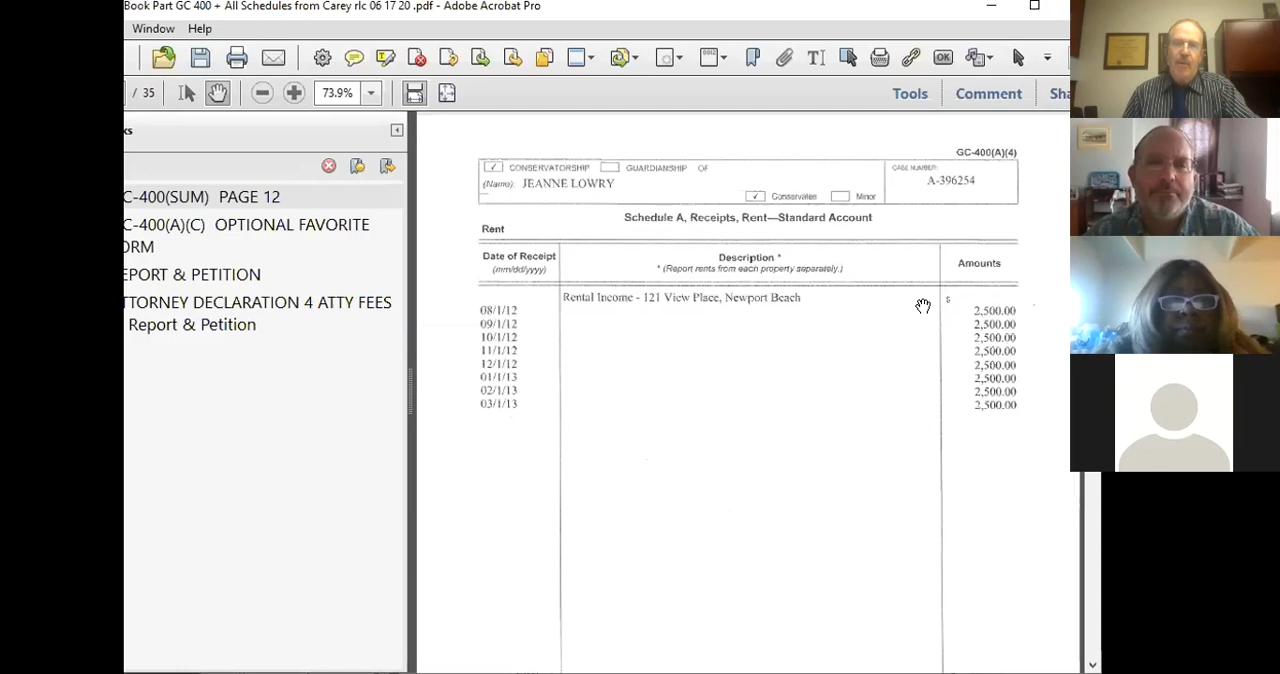 Book Part GC 400 + All Schedules from Carey rlc 06 17 20 .pdf - Adobe Acrobat Pro
Window Help
OK
/ 35 73.9% Tools Comment Sha
ks
C-400(SUM) PAGE 12
C-400(A)(C) OPTIONAL FAVORITE
ORM
EPORT & PETITION
TTORNEY DECLARATION 4 ATTY FEES
Report & Petition
GC-400(A)(4)
✓ CONSERVATORSHIP GUARDIANSHIP OF
(Name): JEANNE LOWRY
✓ Conservatee Minor
CASE NUMBER:
A-396254
Schedule A, Receipts, Rent—Standard Account
Rent
Date of Receipt
(mm/dd/yyyy)
Description *
* (Report rents from each property separately.)
Amounts
Rental Income - 121 View Place, Newport Beach $
08/1/12 2,500.00
09/1/12 2,500.00
10/1/12 2,500.00
11/1/12 2,500.00
12/1/12 2,500.00
01/1/13 2,500.00
02/1/13 2,500.00
03/1/13 2,500.00